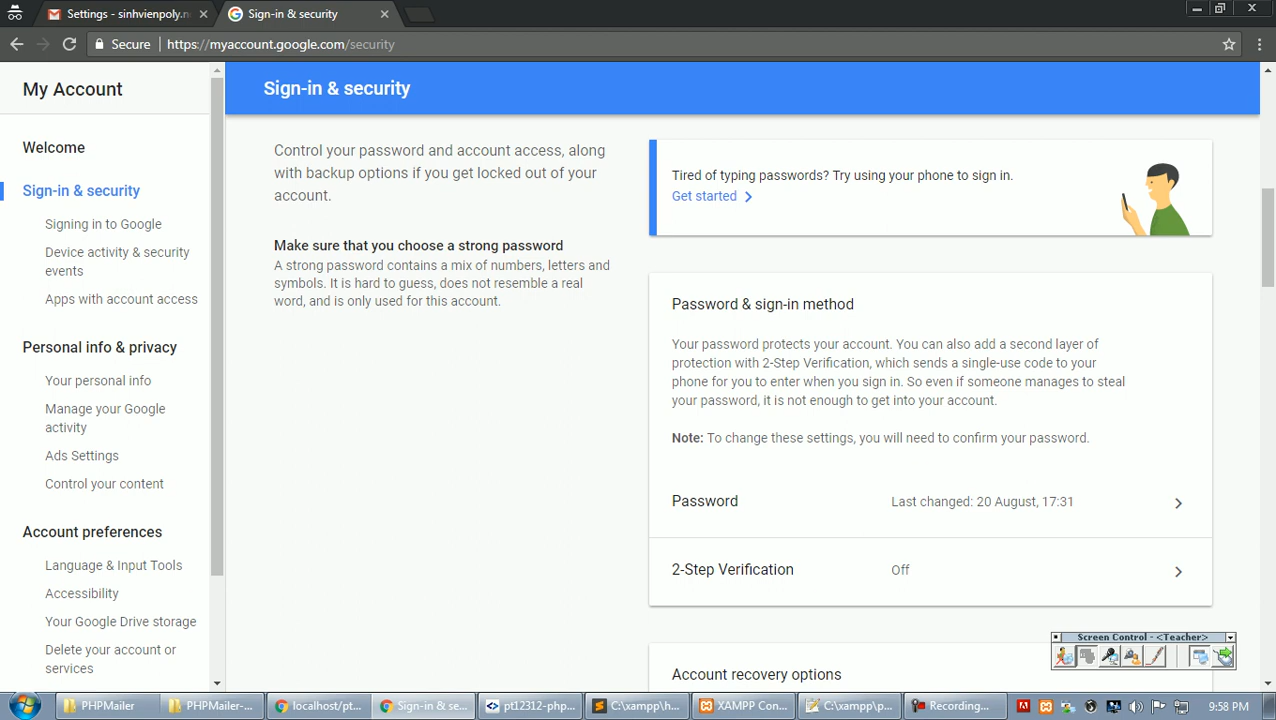 Settings - sinhvienpoly.m
Sign-in & security
Secure
https://myaccount.google.com/security
My Account
Welcome
Sign-in & security
Signing in to Google
Device activity & security
events
Apps with account access
Personal info & privacy
Your personal info
Manage your Google
activity
Ads Settings
Control your content
Account preferences
Language & Input Tools
Accessibility
Your Google Drive storage
Delete your account or
services
Sign-in & security
Control your password and account access, along
with backup options if you get locked out of your
account.
Make sure that you choose a strong password
A strong password contains a mix of numbers, letters and
symbols. It is hard to guess, does not resemble a real
word, and is only used for this account.
Tired of typing passwords? Try using your phone to sign in.
Get started
Password & sign-in method
Your password protects your account. You can also add a second layer of
protection with 2-Step Verification, which sends a single-use code to your
phone for you to enter when you sign in. So even if someone manages to steal
your password, it is not enough to get into your account.
Note: To change these settings, you will need to confirm your password.
Password Last changed: 20 August, 17:31
2-Step Verification Off
Account recovery options
Screen Control - <Teacher>
PHPMailer PHPMailer-... localhost/pt... Sign-in & se... pt12312-php... C:\xampp\h... XAMPP Con... C:\xampp\p... Recording... 9:58 PM